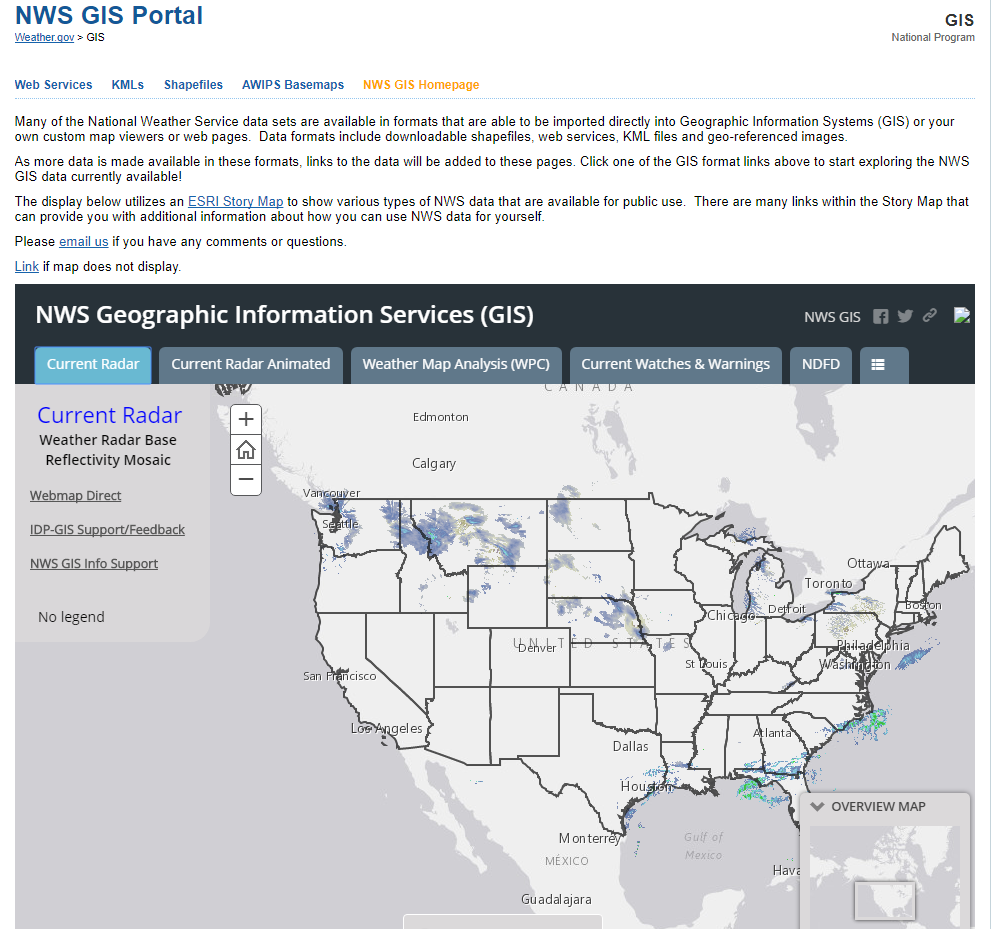 NWS GIS Portal
Weather.gov > GIS
GIS
National Program
Web Services KMLs Shapefiles AWIPS Basemaps NWS GIS Homepage
Many of the National Weather Service data sets are available in formats that are able to be imported directly into Geographic Information Systems (GIS) or your
own custom map viewers or web pages.  Data formats include downloadable shapefiles, web services, KML files and geo-referenced images.
As more data is made available in these formats, links to the data will be added to these pages. Click one of the GIS format links above to start exploring the NWS
GIS data currently available!
The display below utilizes an ESRI Story Map to show various types of NWS data that are available for public use.  There are many links within the Story Map that
can provide you with additional information about how you can use NWS data for yourself.
Please email us if you have any comments or questions.
Link if map does not display.
NWS Geographic Information Services (GIS)
NWS GIS
Current Radar Current Radar Animated Weather Map Analysis (WPC) Current Watches & Warnings NDFD
Current Radar
Weather Radar Base
Reflectivity Mosaic
Webmap Direct
IDP-GIS Support/Feedback
NWS GIS Info Support
No legend
CANADA
Edmonton
Calgary
Vancouver
Seattle
Ottawa
Toronto
Boston
Detroit
Chicago
UNITED STATES
Denver
Philadelphia
Washington
St Louis
San Francisco
Los Angeles
Atlanta
Dallas
Houston
OVERVIEW MAP
Monterrey
Gulf of
Mexico
MÉXICO
Hava
Guadalajara